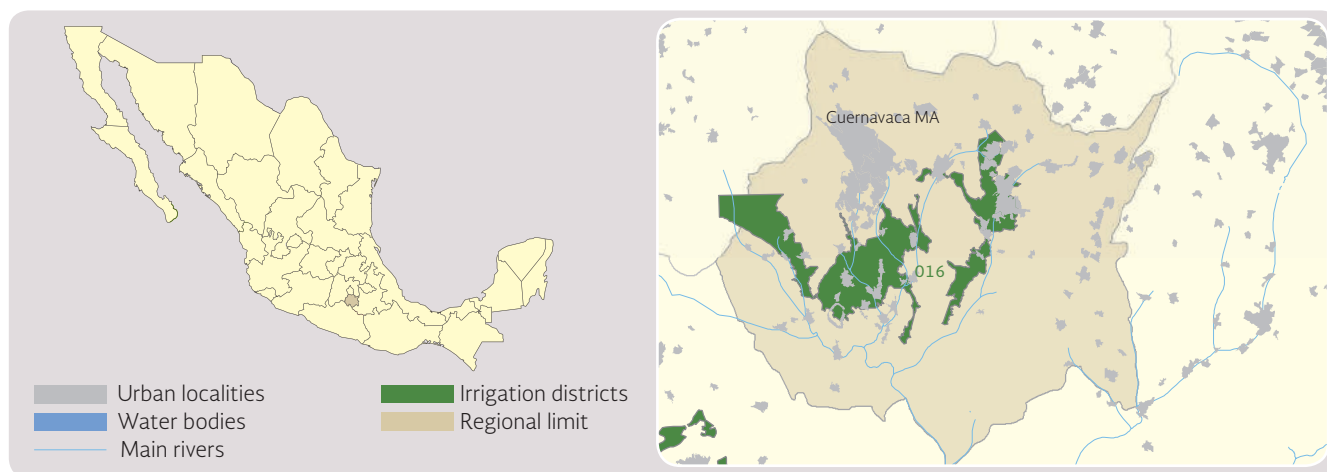 Cuernavaca MA
016
Urban localities
Water bodies
Main rivers
Irrigation districts
Regional limit